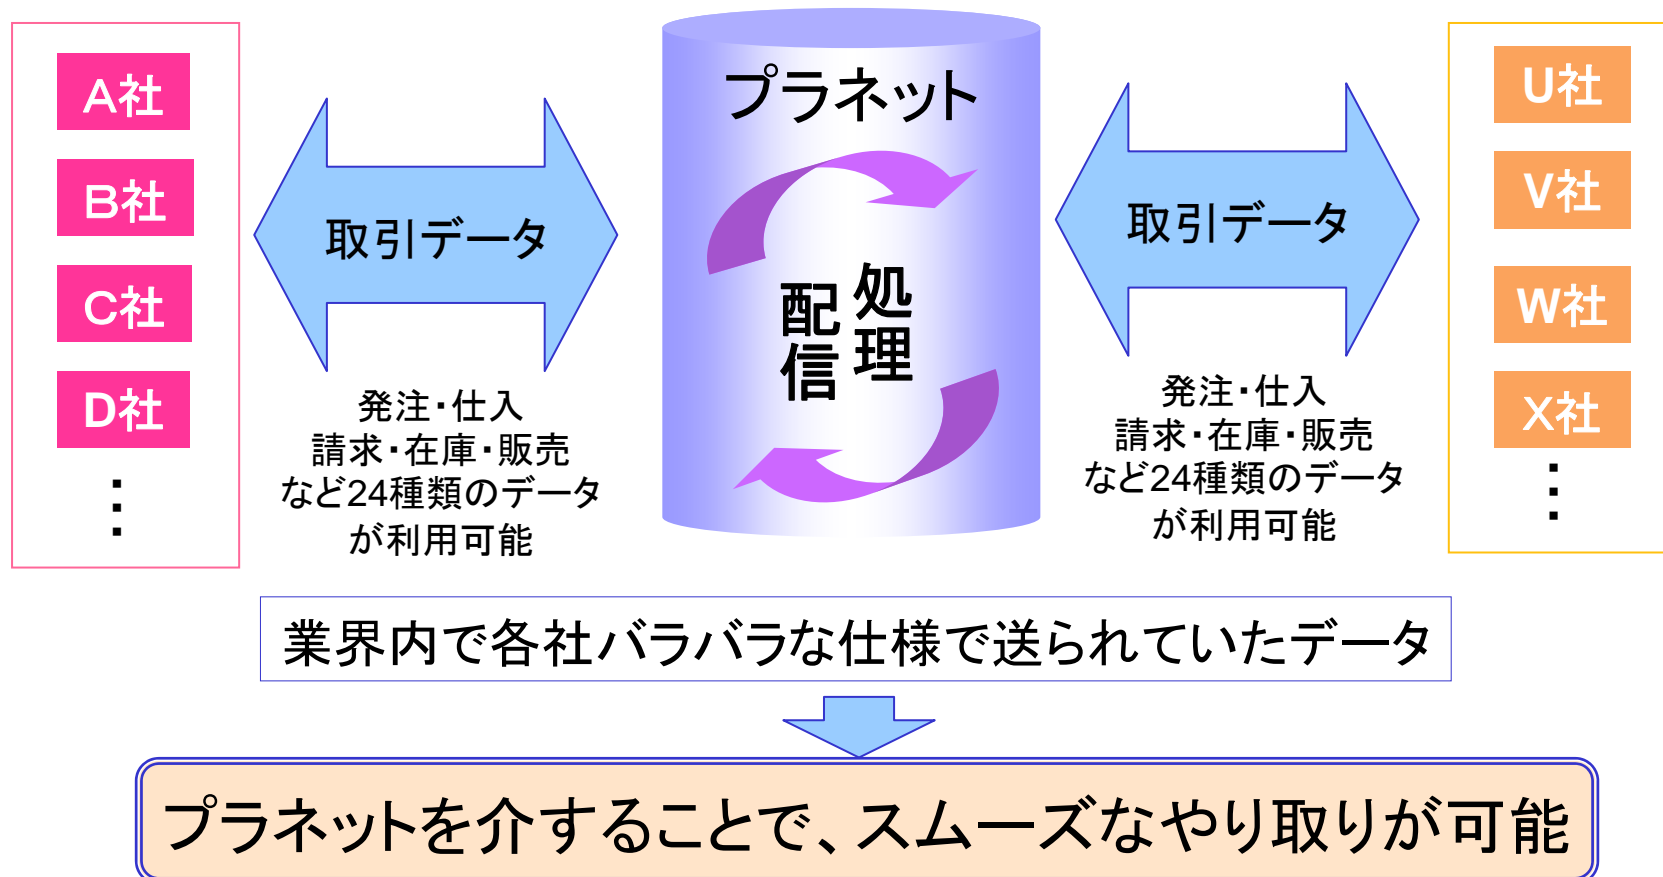 A社
B社
C社
D社
・・・
取引データ
発注・仕入
請求・在庫・販売
など24種類のデータ
が利用可能
プラネット
処理
配信
取引データ
発注・仕入
請求・在庫・販売
など24種類のデータ
が利用可能
U社
V社
W社
X社
・・・
業界内で各社バラバラな仕様で送られていたデータ
プラネットを介することで、スムーズなやり取りが可能